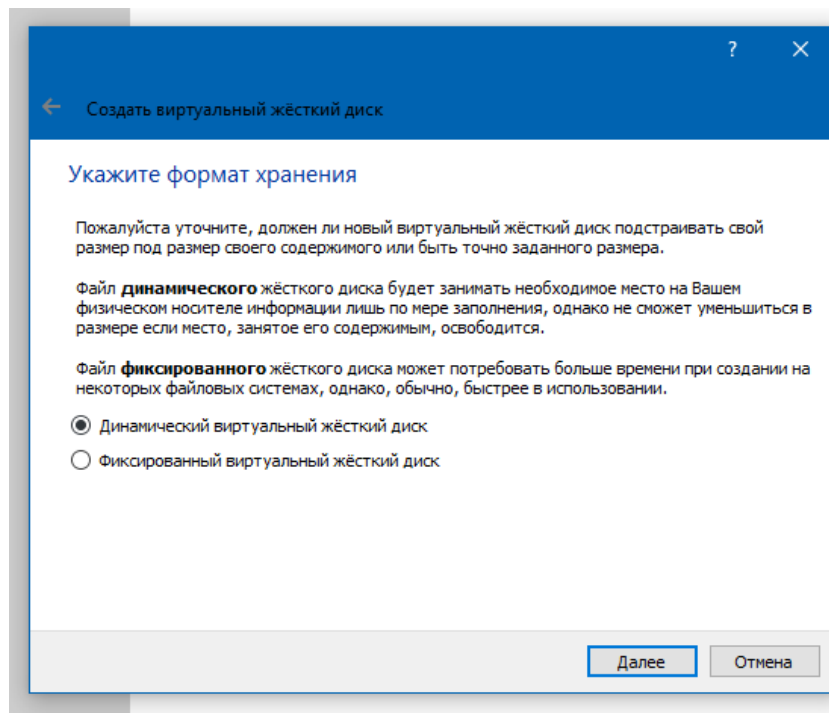 ?
Создать виртуальный жёсткий диск
Укажите формат хранения
Пожалуйста уточните, должен ли новый виртуальный жёсткий диск подстраивать свой
размер под размер своего содержимого или быть точно заданного размера.
Файл динамического жёсткого диска будет занимать необходимое место на Вашем
физическом носителе информации лишь по мере заполнения, однако не сможет уменьшиться в
размере если место, занятое его содержимым, освободится.
Файл фиксированного жёсткого диска может потребовать больше времени при создании на
некоторых файловых системах, однако, обычно, быстрее в использовании.
Динамический виртуальный жёсткий диск
Фиксированный виртуальный жёсткий диск
Далее Отмена